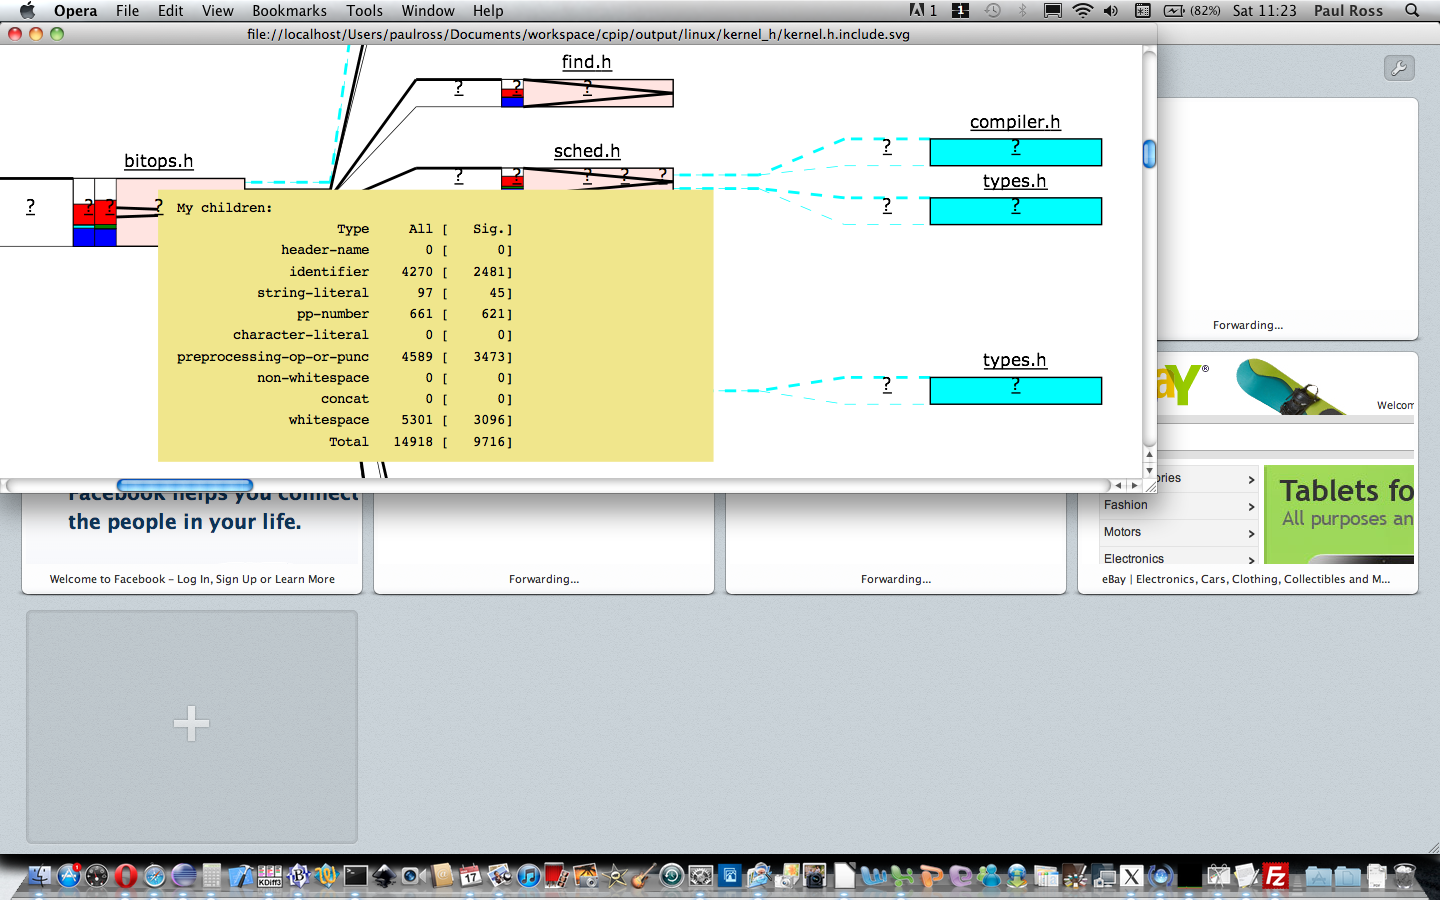 Opera File Edit View Bookmarks Tools Window Help 1 1 (82%) Sat 11:23 Paul Ross
file://localhost/Users/paulross/Documents/workspace/cpip/output/linux/kernel_h/kernel.h.include.svg
find.h
? ? ?
compiler.h
? ?
sched.h
? ? ? ? ?
bitops.h
types.h
? ?
? ? ? ?
My children:
Type All [ Sig.]
header-name 0 [ 0]
identifier 4270 [ 2481]
string-literal 97 [ 45]
pp-number 661 [ 621]
character-literal 0 [ 0]
preprocessing-op-or-punc 4589 [ 3473]
non-whitespace 0 [ 0]
concat 0 [ 0]
whitespace 5301 [ 3096]
Total 14918 [ 9716]
types.h
? ?
Forwarding...
aY®
Welcom
Facebook helps you connect
the people in your life.
Welcome to Facebook – Log In, Sign Up or Learn More
Forwarding...
Forwarding...
ories >
Fashion >
Motors >
Electronics >
Tablets fo
All purposes an
eBay | Electronics, Cars, Clothing, Collectibles and M...
17
KDiff3
X
Fz